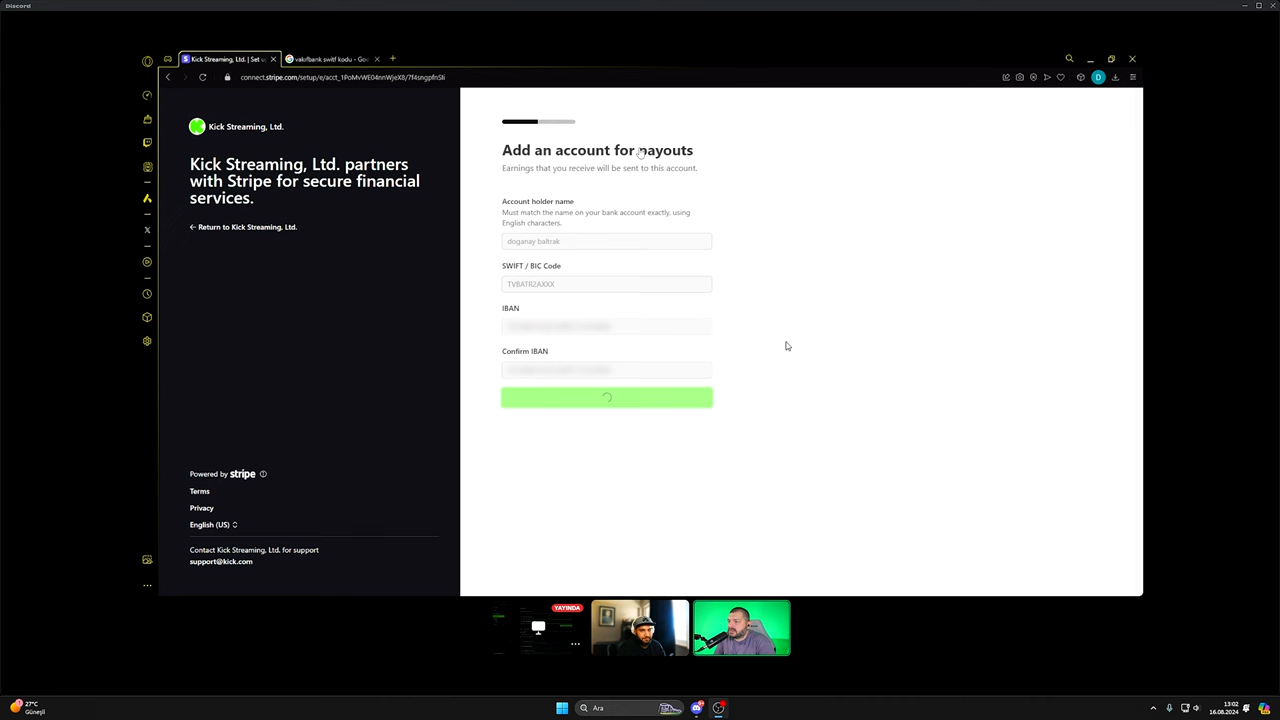 Discord
Kick Streaming, Ltd. | Set u
vakıfbank switf kodu - Goo
connect.stripe.com/setup/e/acct_1PoMvWE04nnWjeX8/7f4sngpfnSli
D
Kick Streaming, Ltd.
Kick Streaming, Ltd. partners
with Stripe for secure financial
services.
← Return to Kick Streaming, Ltd.
Powered by stripe
Terms
Privacy
English (US)
Contact Kick Streaming, Ltd. for support
support@kick.com
Add an account for payouts
Earnings that you receive will be sent to this account.
Account holder name
Must match the name on your bank account exactly, using
English characters.
doganay baltrak
SWIFT / BIC Code
TVBATR2AXXX
IBAN
Confirm IBAN
YAYINDA
27°C
Güneşli
Ara
13:02
16.08.2024